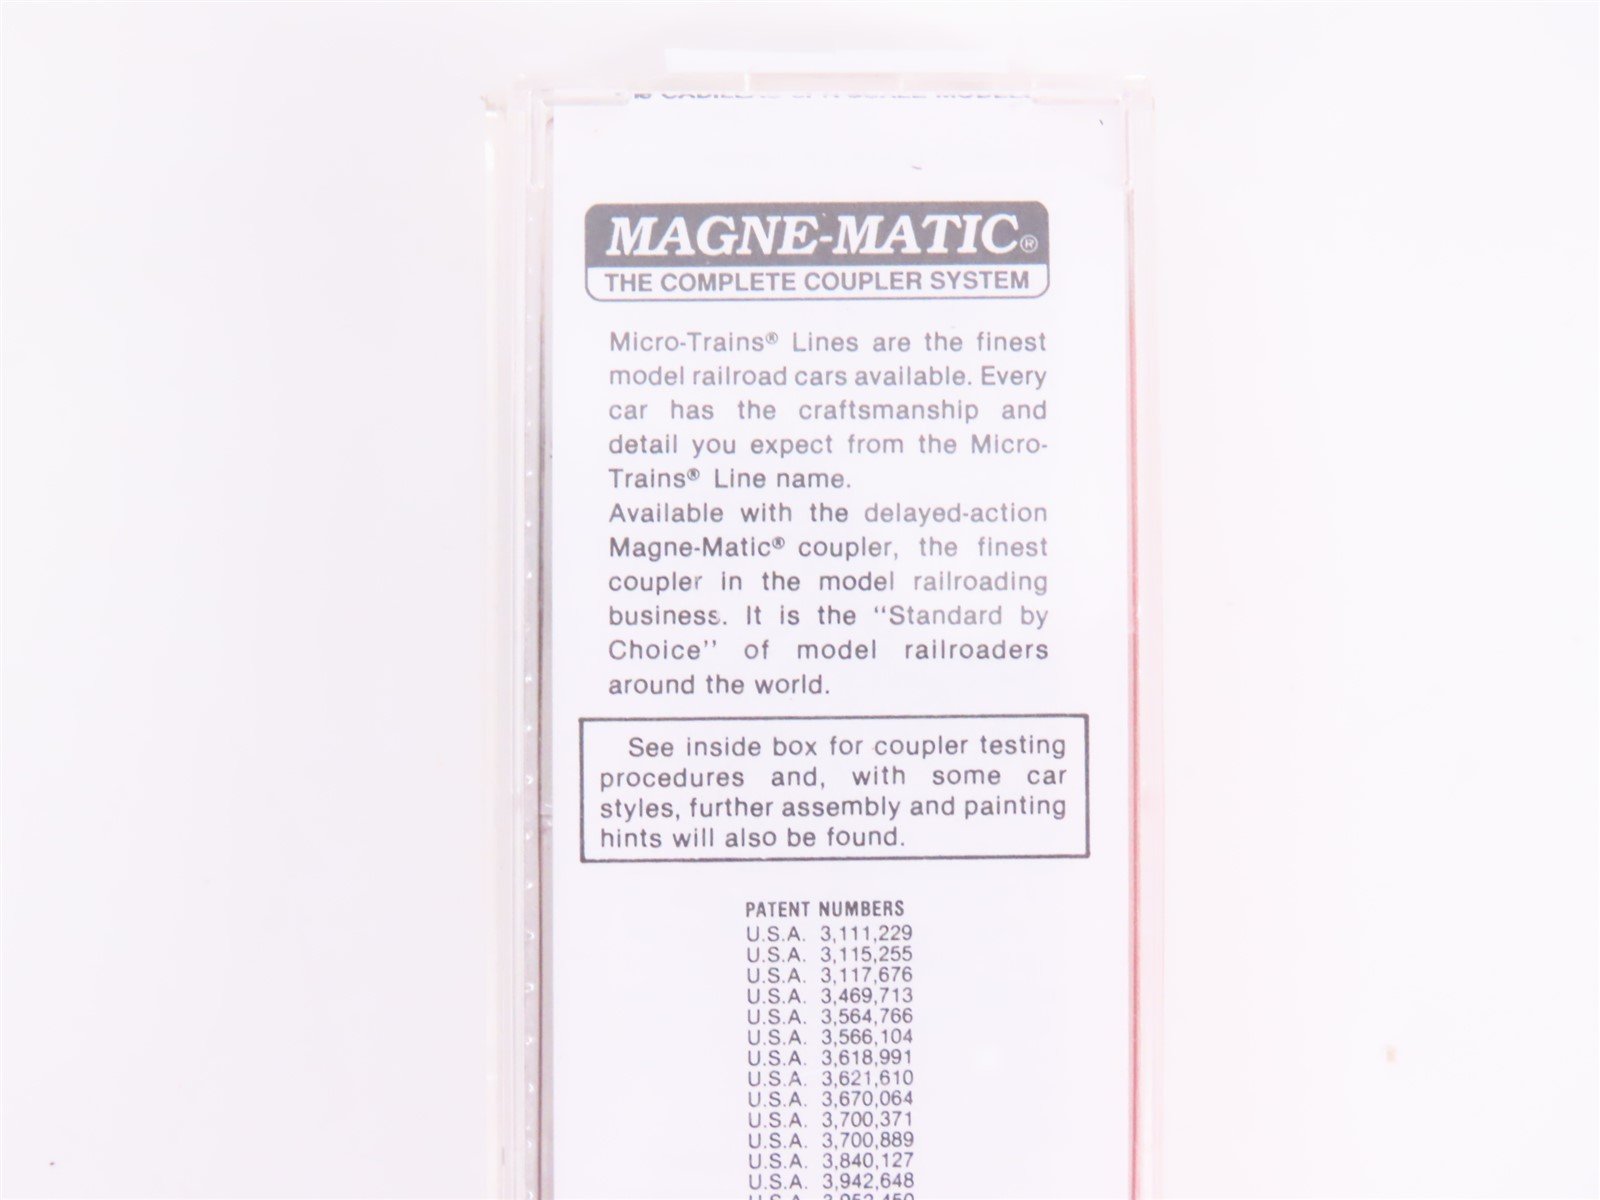 MAGNE-MATIC®
THE COMPLETE COUPLER SYSTEM
Micro-Trains® Lines are the finest
model railroad cars available. Every
car has the craftsmanship and
detail you expect from the Micro-
Trains® Line name.
Available with the delayed-action
Magne-Matic® coupler, the finest
coupler in the model railroading
business. It is the "Standard by
Choice" of model railroaders
around the world.
See inside box for coupler testing
procedures and, with some car
styles, further assembly and painting
hints will also be found.
PATENT NUMBERS
U.S.A. 3,111,229
U.S.A. 3,115,255
U.S.A. 3,117,676
U.S.A. 3,469,713
U.S.A. 3,564,766
U.S.A. 3,566,104
U.S.A. 3,618,991
U.S.A. 3,621,610
U.S.A. 3,670,064
U.S.A. 3,700,371
U.S.A. 3,700,889
U.S.A. 3,840,127
U.S.A. 3,942,648